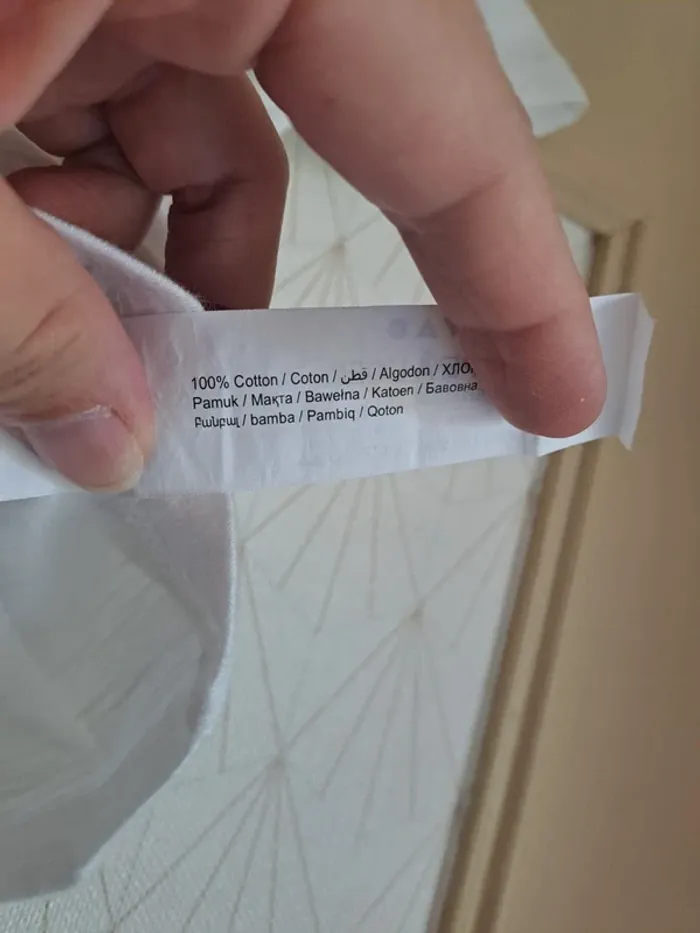 100% Cotton / Coton / قطن / Algodon / ХЛО
Pamuk / Мақта / Bawełna / Katoen / Бавовна
Բամբակ / bamba / Pambiq / Qoton